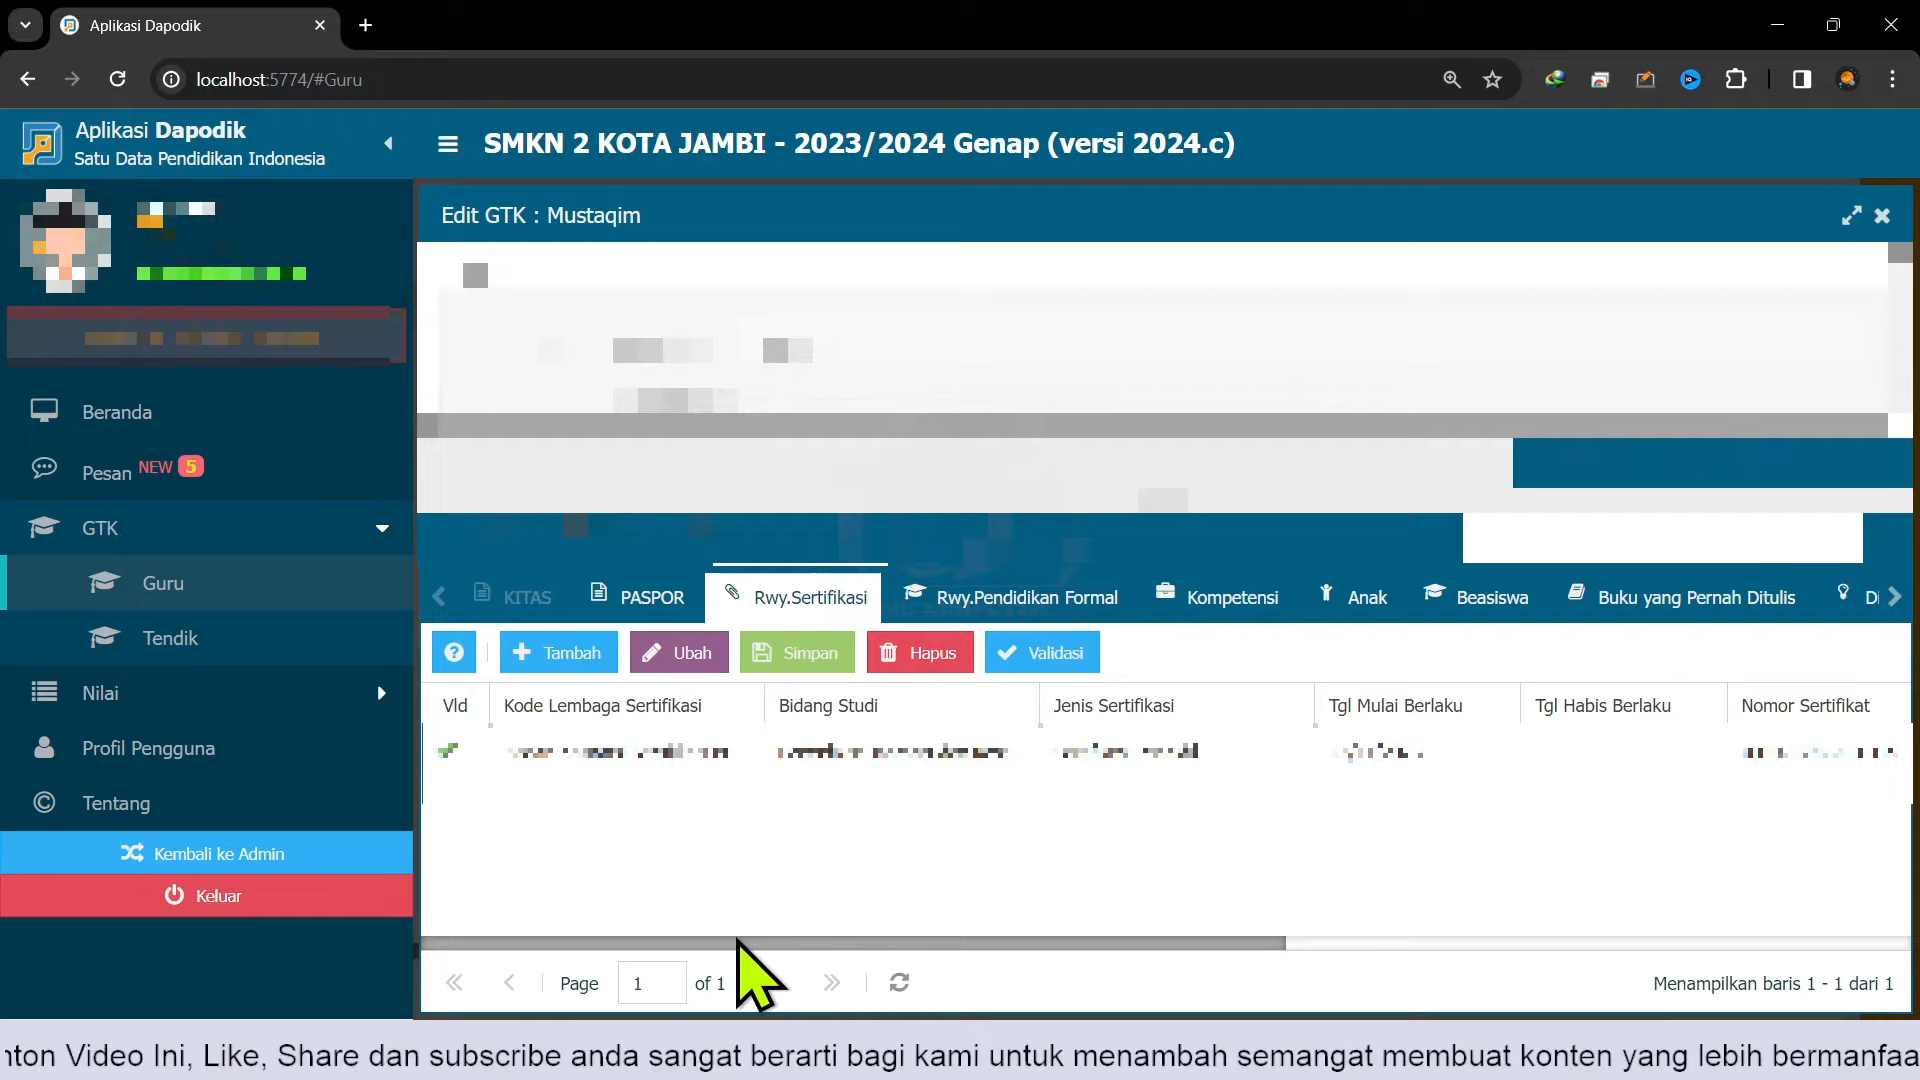 Aplikasi Dapodik
localhost:5774/#Guru
Aplikasi Dapodik
Satu Data Pendidikan Indonesia
SMKN 2 KOTA JAMBI - 2023/2024 Genap (versi 2024.c)
Edit GTK : Mustaqim
Beranda
Pesan NEW 5
GTK
Guru
Tendik
Nilai
Profil Pengguna
Tentang
Kembali ke Admin
Keluar
KITAS PASPOR Rwy.Sertifikasi Rwy.Pendidikan Formal Kompetensi Anak Beasiswa Buku yang Pernah Ditulis Di
? Tambah Ubah Simpan Hapus Validasi
Vld Kode Lembaga Sertifikasi Bidang Studi Jenis Sertifikasi Tgl Mulai Berlaku Tgl Habis Berlaku Nomor Sertifikat
Page 1 of 1
Menampilkan baris 1 - 1 dari 1
nton Video Ini, Like, Share dan subscribe anda sangat berarti bagi kami untuk menambah semangat membuat konten yang lebih bermanfaa